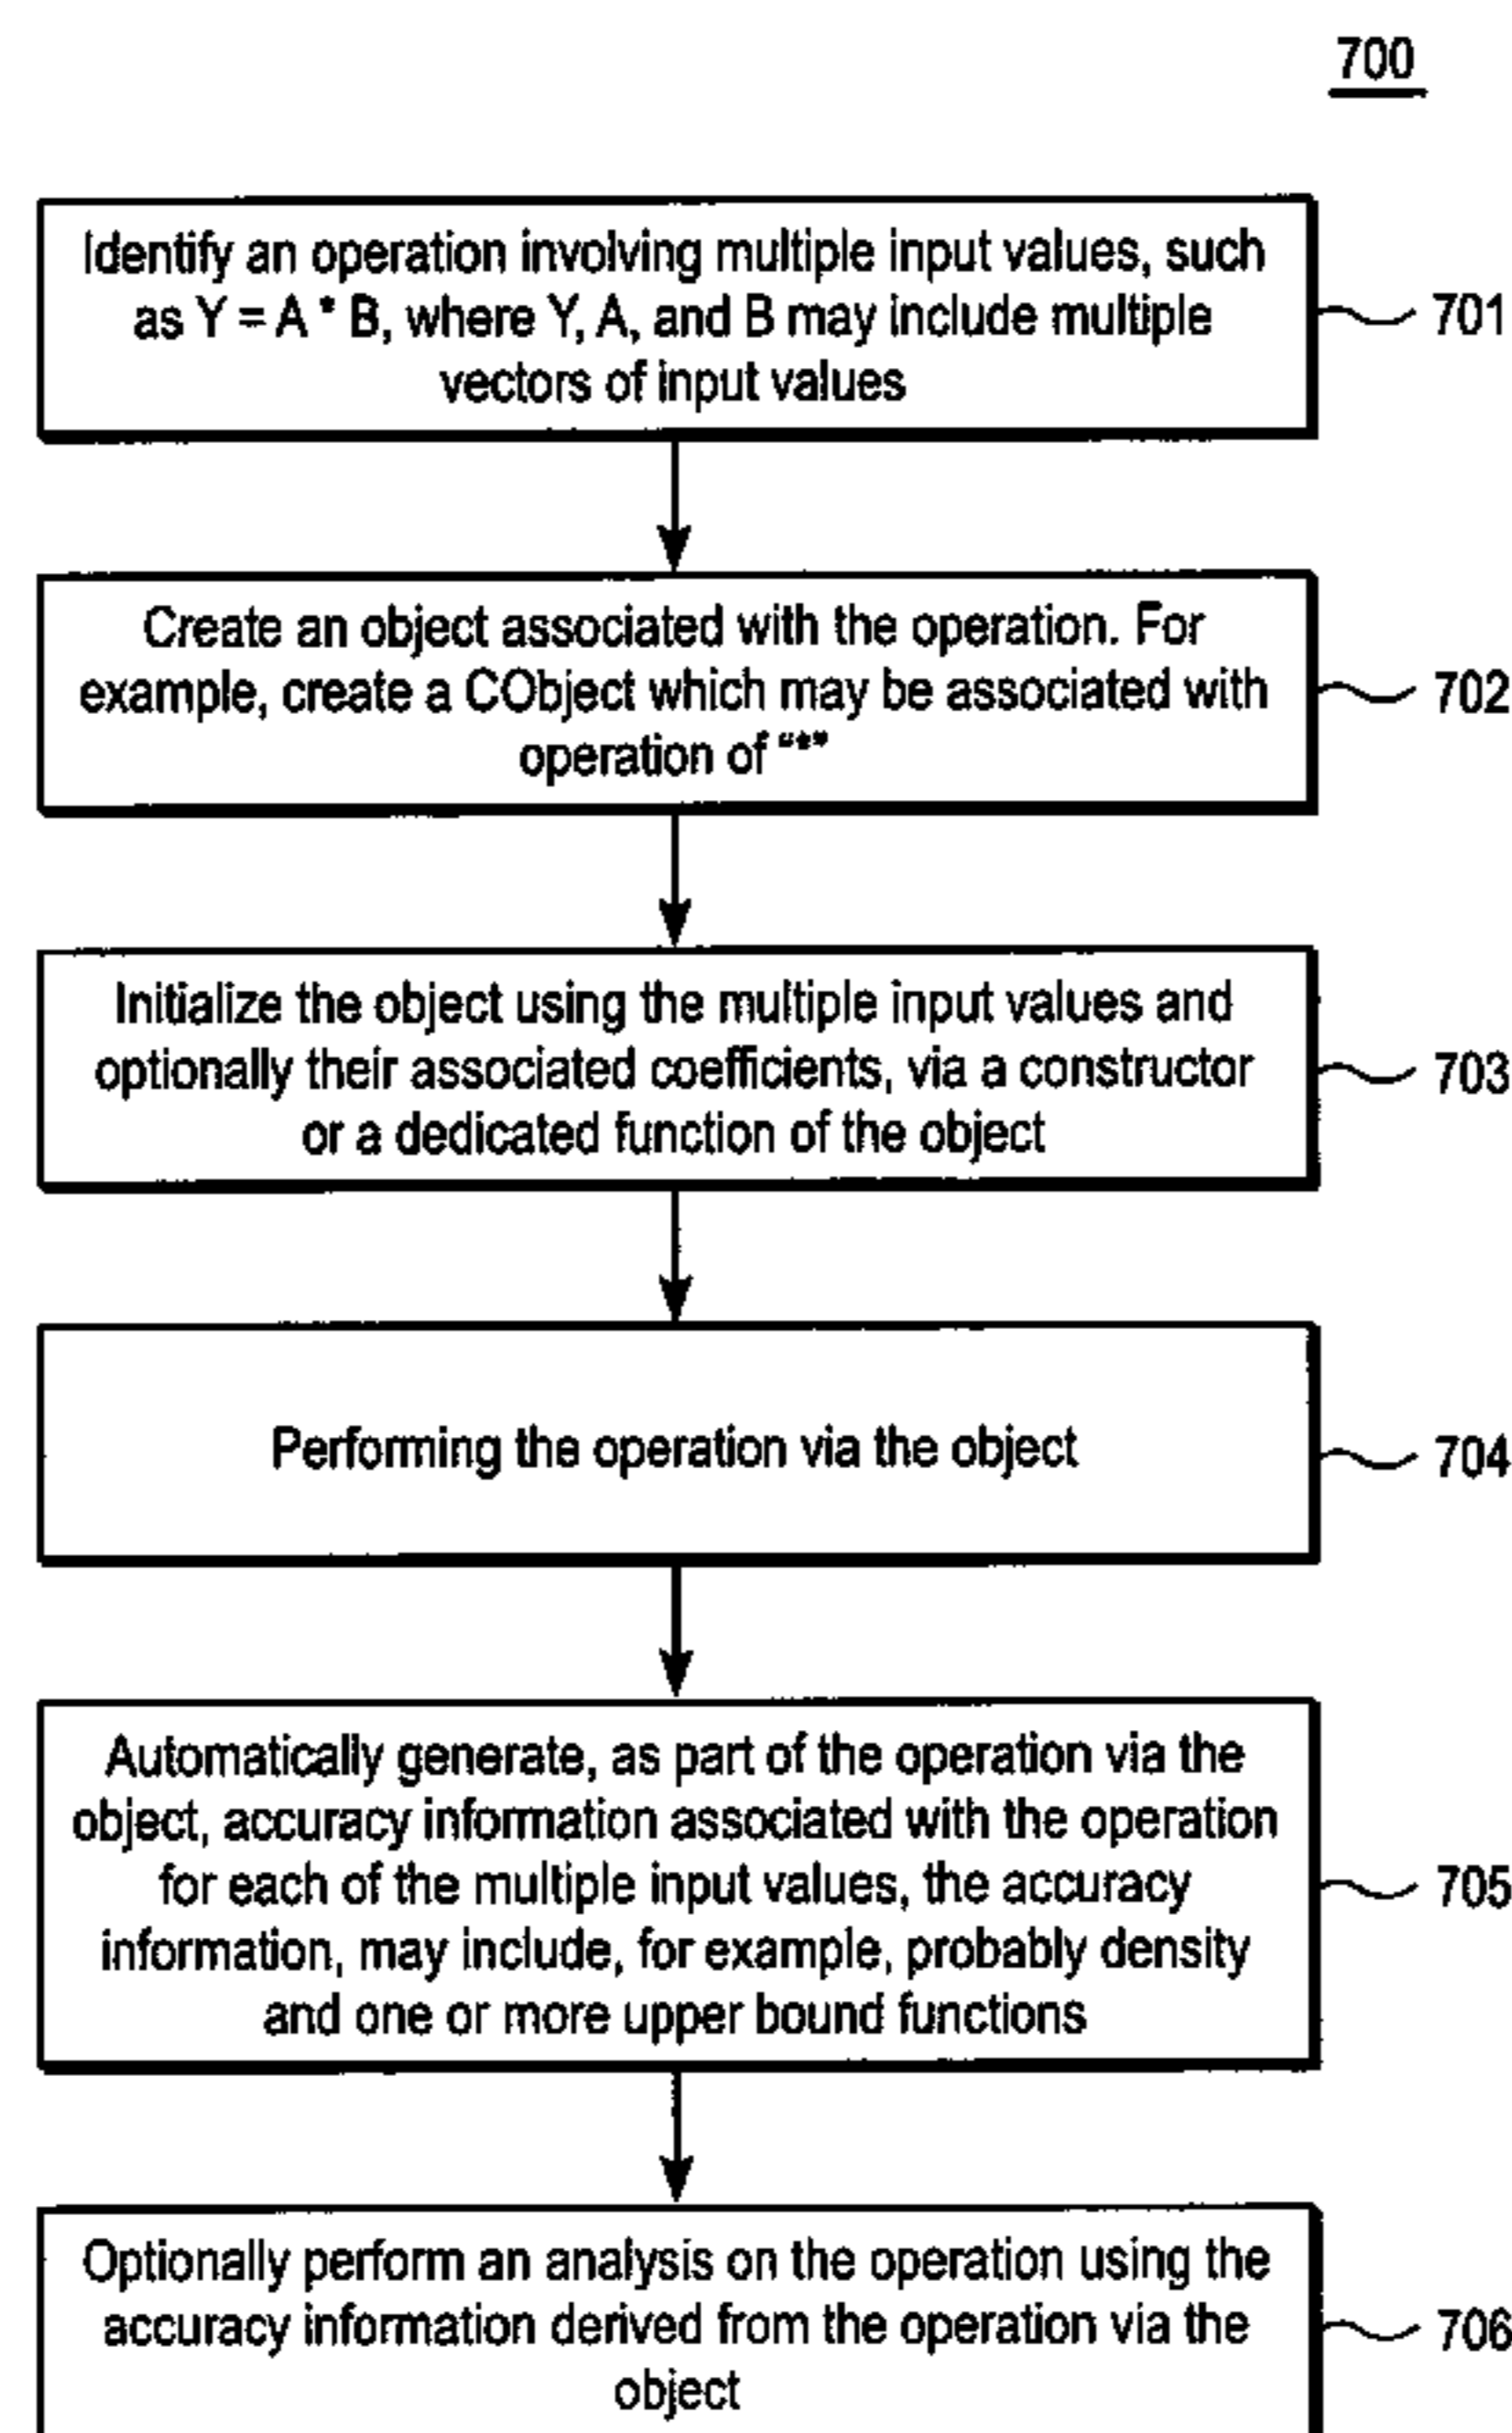 700
Identify an operation involving multiple input values, such
as Y = A * B, where Y, A, and B may include multiple
vectors of input values
701
Create an object associated with the operation. For
example, create a CObject which may be associated with
operation of “*”
702
Initialize the object using the multiple input values and
optionally their associated coefficients, via a constructor
or a dedicated function of the object
703
Performing the operation via the object
704
Automatically generate, as part of the operation via the
object, accuracy information associated with the operation
for each of the multiple input values, the accuracy
information, may include, for example, probably density
and one or more upper bound functions
705
Optionally perform an analysis on the operation using the
accuracy information derived from the operation via the
object
706